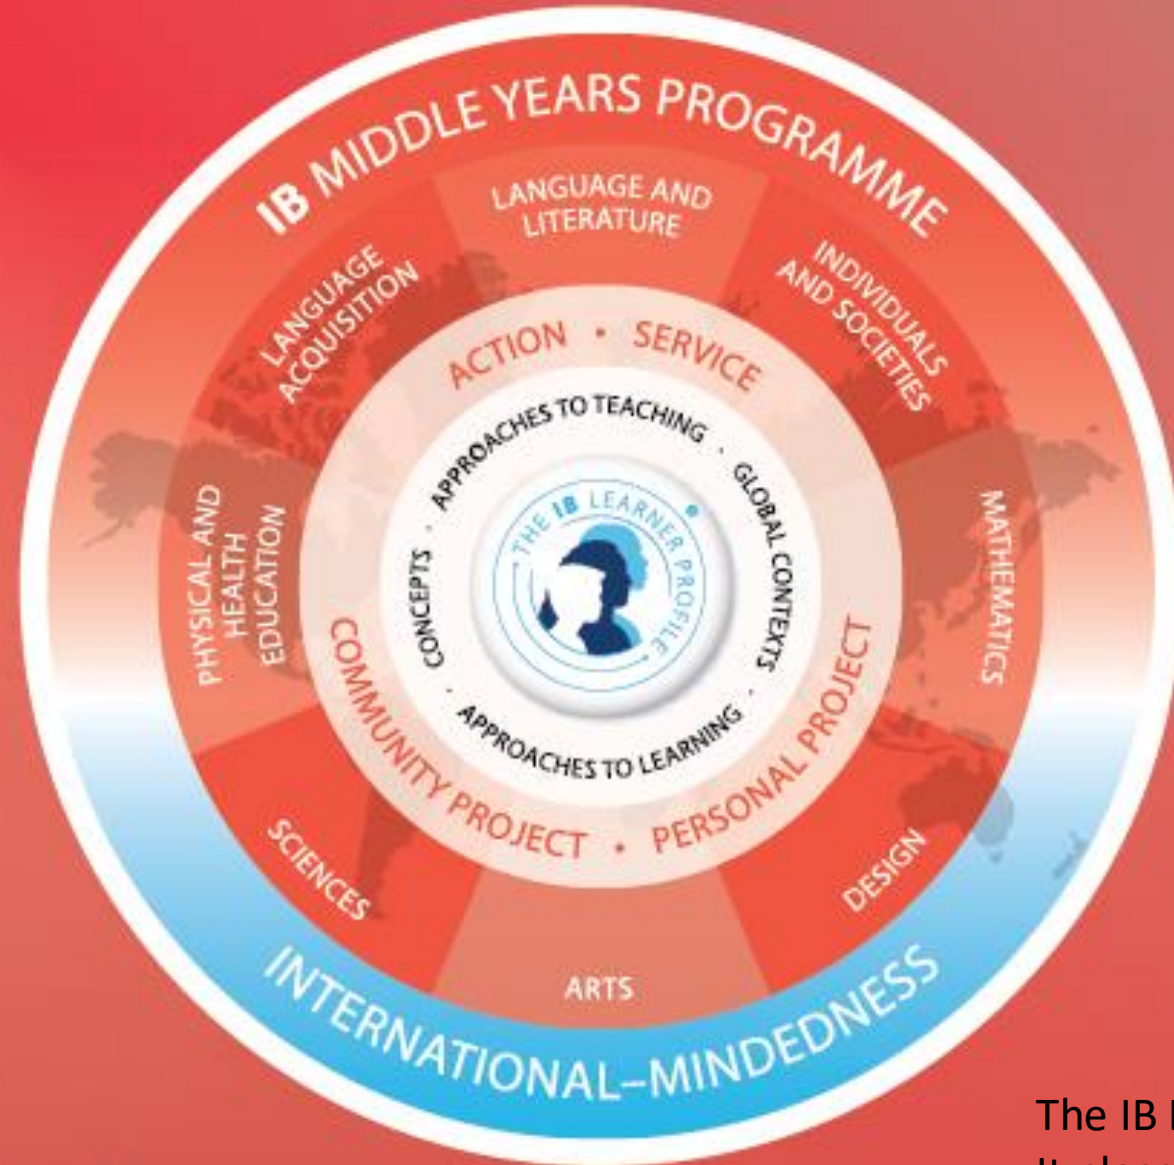 IB MIDDLE YEARS PROGRAMME
LANGUAGE AND
LITERATURE
LANGUAGE
ACQUISITION
INDIVIDUALS
AND SOCIETIES
PHYSICAL AND
HEALTH
EDUCATION
MATHEMATICS
SCIENCES
DESIGN
ARTS
ACTION • SERVICE
COMMUNITY PROJECT • PERSONAL PROJECT
APPROACHES TO TEACHING · GLOBAL CONTEXTS ·
APPROACHES TO LEARNING · CONCEPTS ·
THE IB LEARNER PROFILE
INTERNATIONAL–MINDEDNESS
The IB